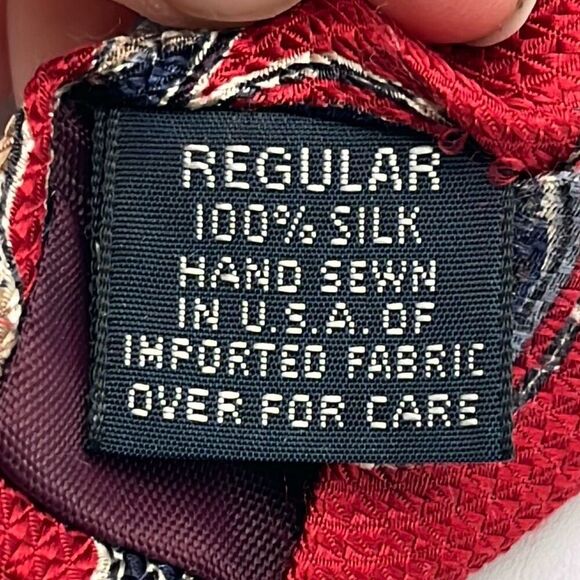 REGULAR
100% SILK
HAND SEWN
IN U.S.A. OF
IMPORTED FABRIC
OVER FOR CARE